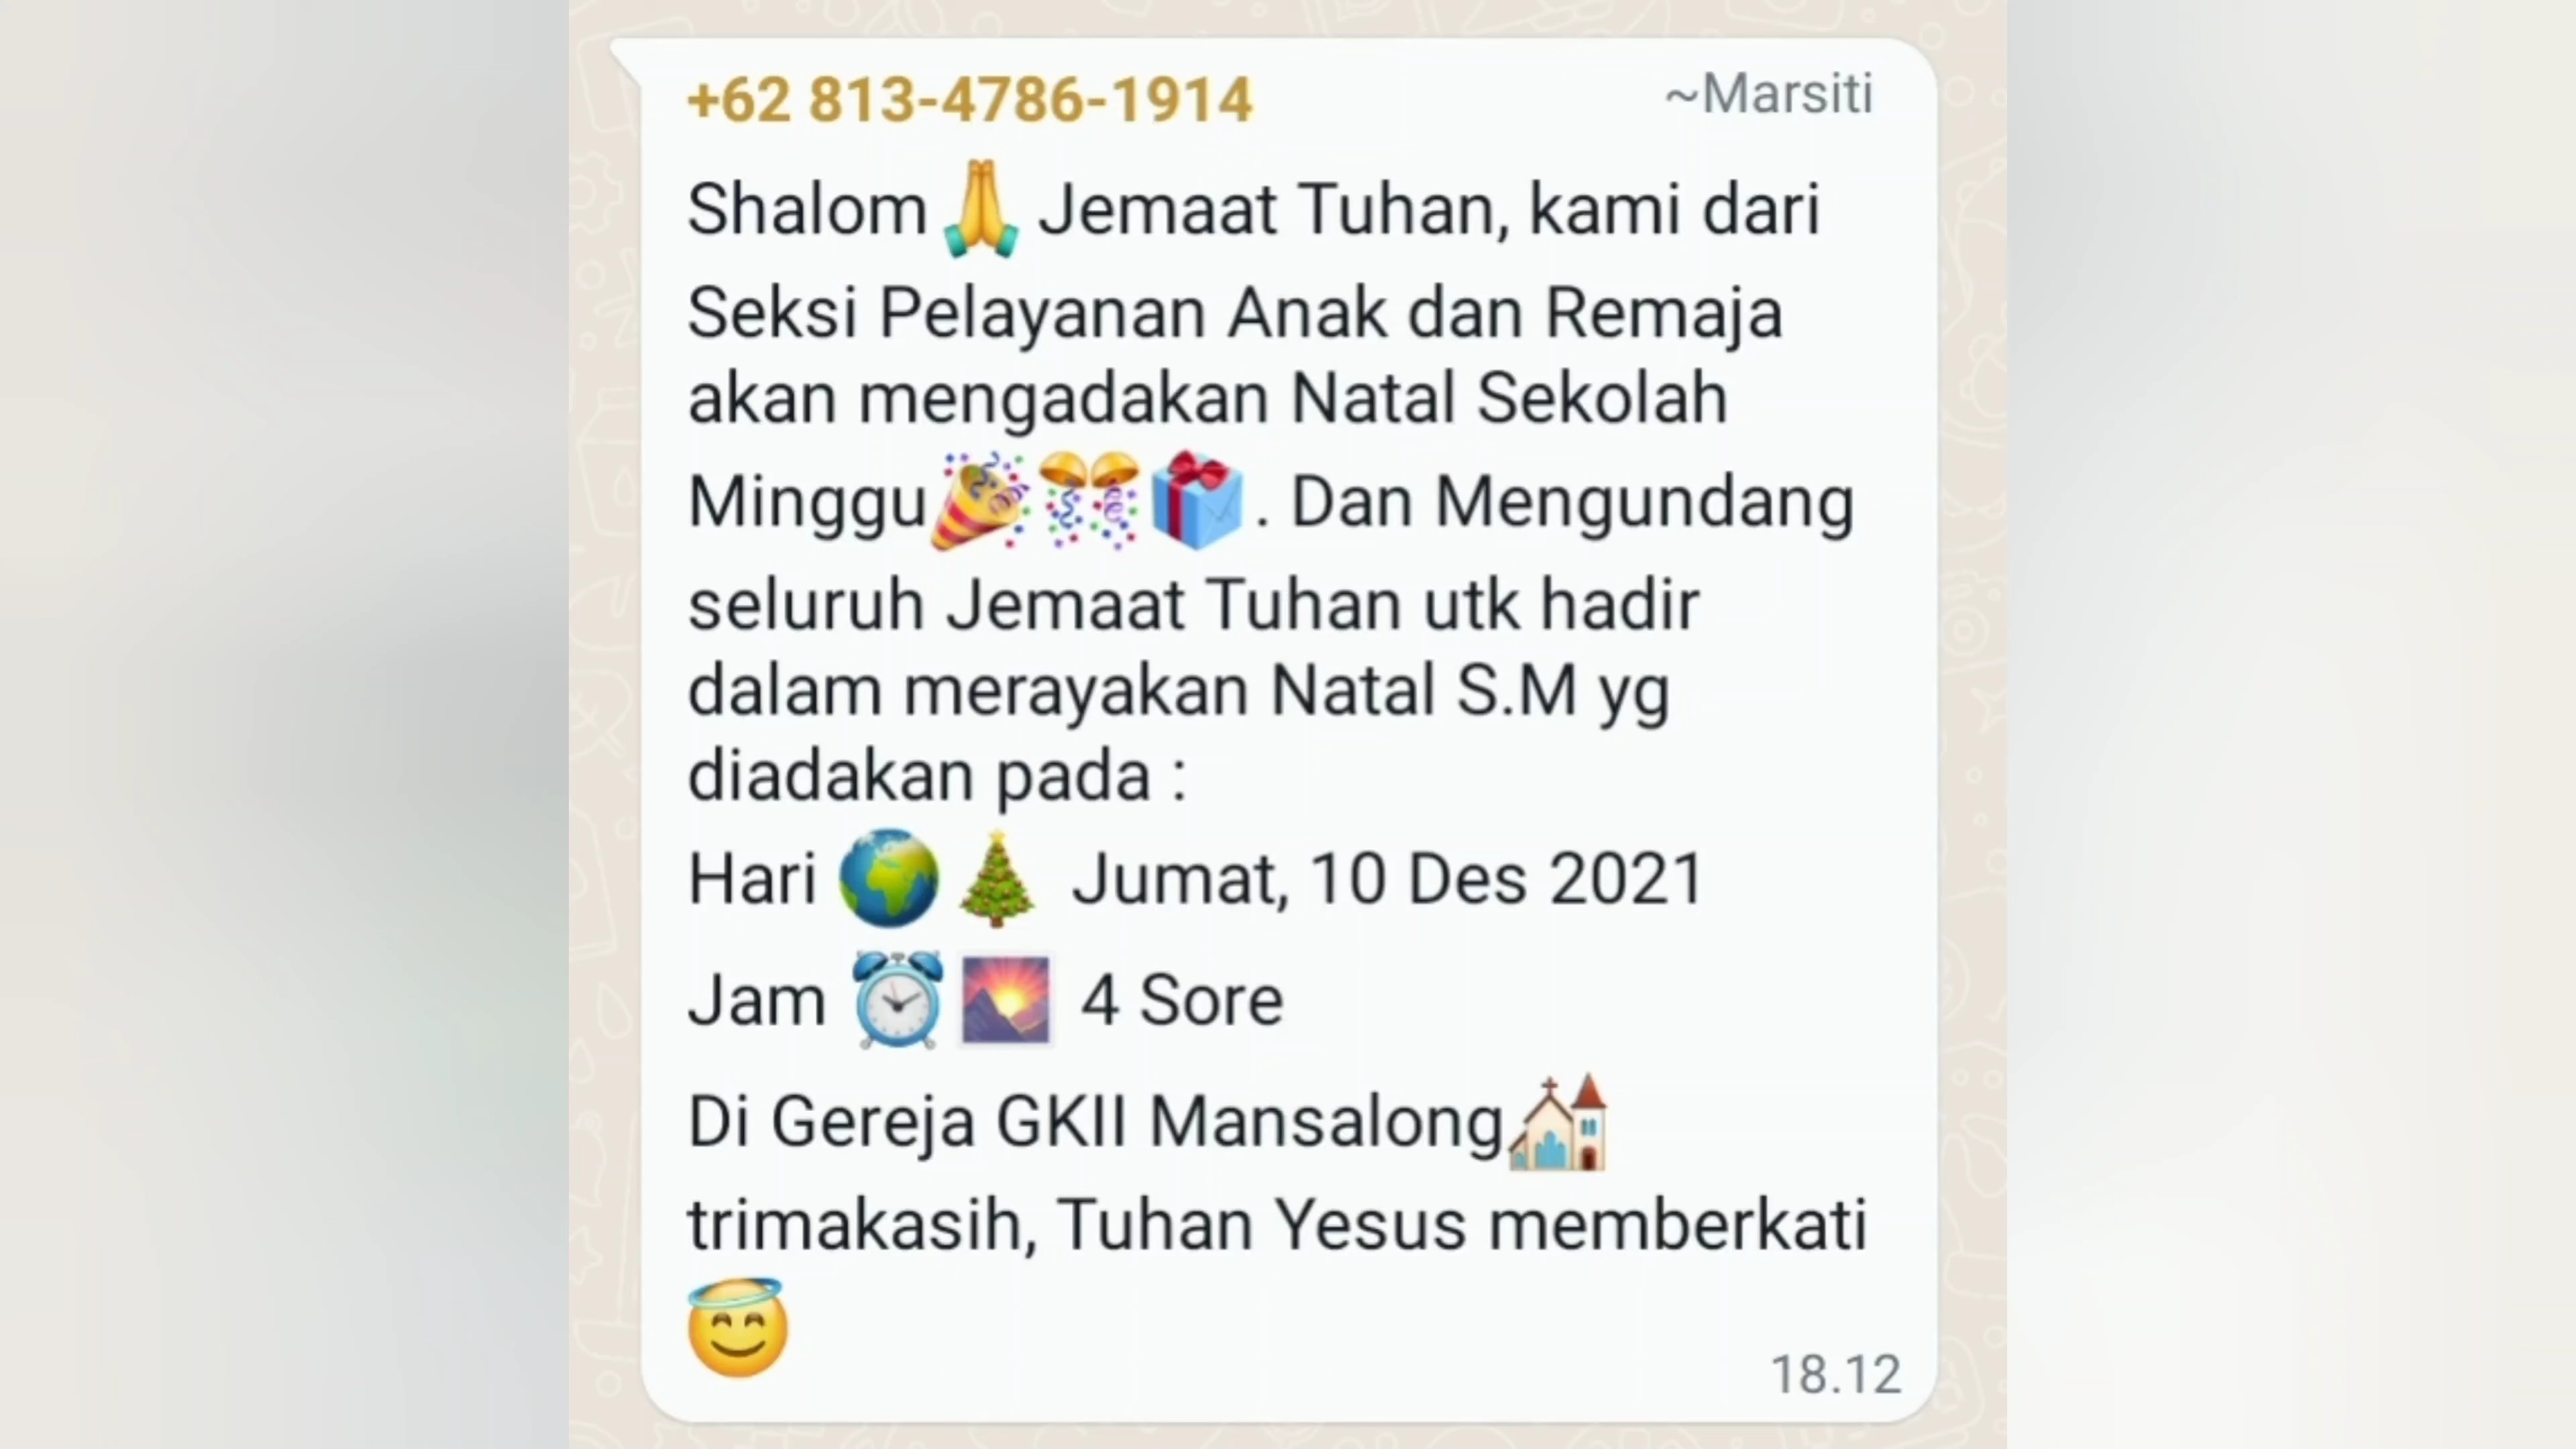 +62 813-4786-1914 ~Marsiti
Shalom🙏 Jemaat Tuhan, kami dari
Seksi Pelayanan Anak dan Remaja
akan mengadakan Natal Sekolah
Minggu🎉🎊🎁. Dan Mengundang
seluruh Jemaat Tuhan utk hadir
dalam merayakan Natal S.M yg
diadakan pada :
Hari 🌍🎄 Jumat, 10 Des 2021
Jam ⏰🌄 4 Sore
Di Gereja GKII Mansalong⛪
trimakasih, Tuhan Yesus memberkati
😇
18.12